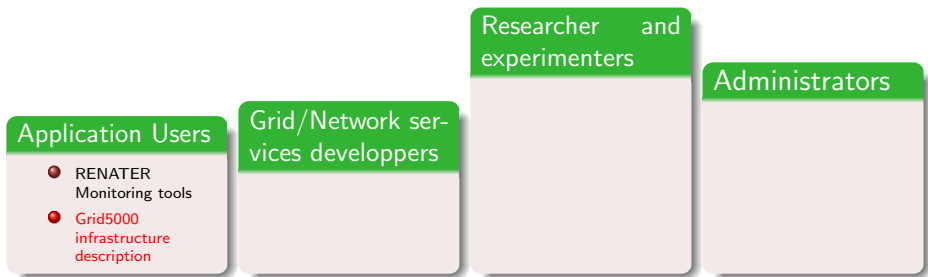 Application Users
RENATER
Monitoring tools
Grid5000
infrastructure
description
Grid/Network ser-
vices developpers
Researcher and
experimenters
Administrators